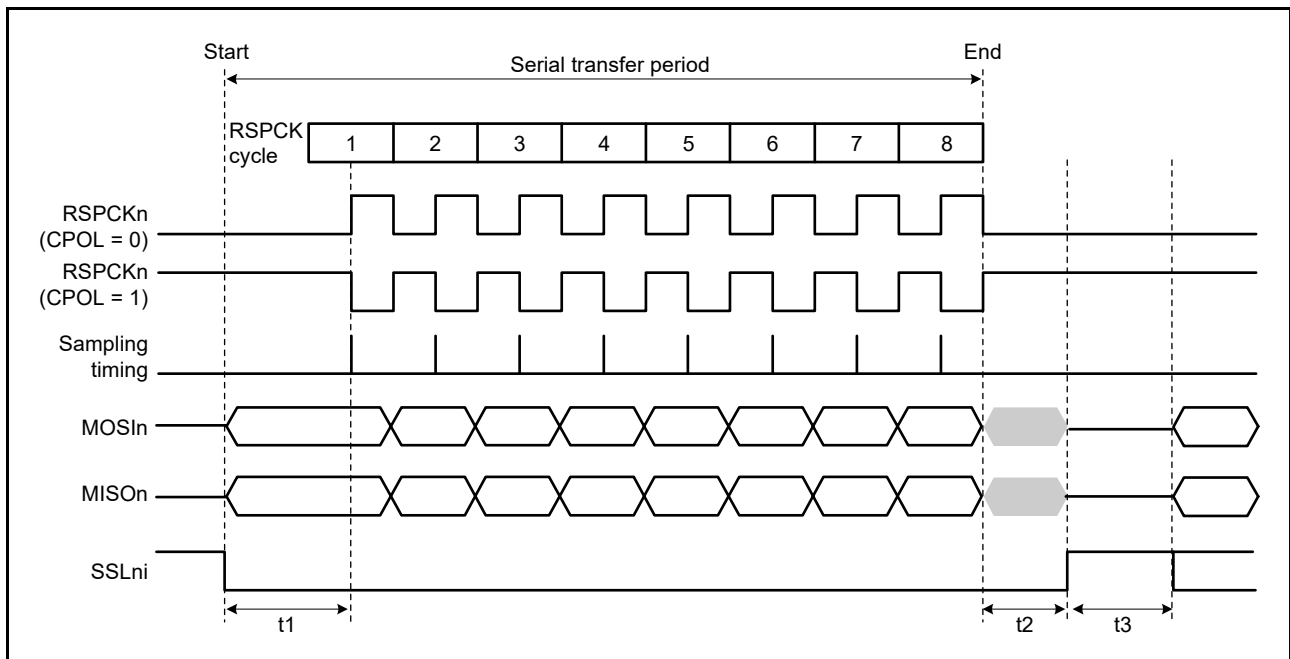 Start
End
Serial transfer period
RSPCK
cycle
1 2 3 4 5 6 7 8
RSPCKn
(CPOL = 0)
RSPCKn
(CPOL = 1)
Sampling
timing
MOSIn
MISOn
SSLni
t1
t2
t3